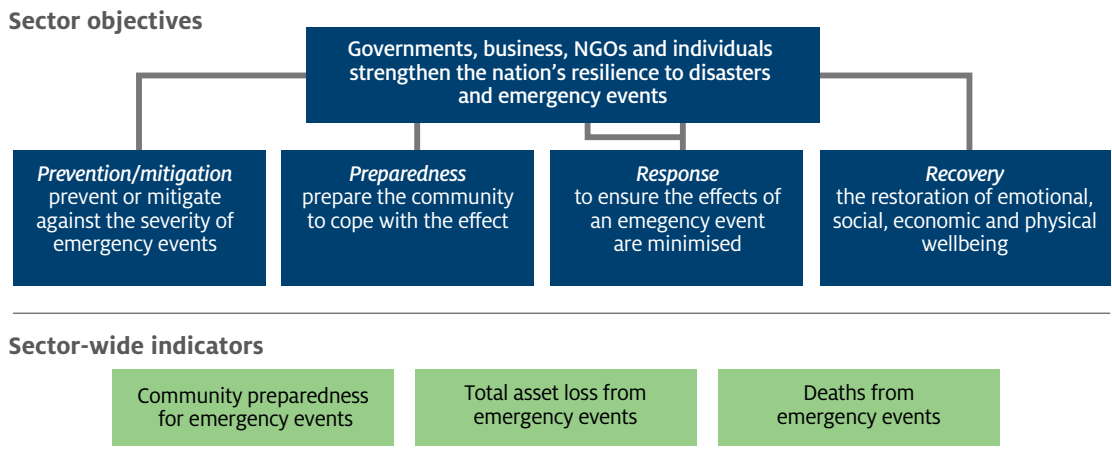 Sector objectives
Governments, business, NGOs and individuals
strengthen the nation's resilience to disasters
and emergency events
Prevention/mitigation
prevent or mitigate
against the severity of
emergency events
Preparedness
prepare the community
to cope with the effect
Response
to ensure the effects of
an emegency event
are minimised
Recovery
the restoration of emotional,
social, economic and physical
wellbeing
Sector-wide indicators
Community preparedness
for emergency events
Total asset loss from
emergency events
Deaths from
emergency events